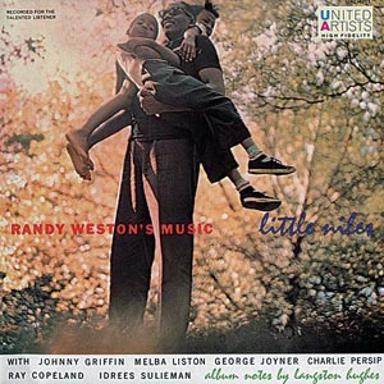 RECORDED FOR THE
TALENTED LISTENER
UNITED
ARTISTS
HIGH FIDELITY
RANDY WESTON'S MUSIC little niles
WITH JOHNNY GRIFFIN MELBA LISTON GEORGE JOYNER CHARLIE PERSIP
RAY COPELAND IDREES SULIEMAN album notes by langston hughes